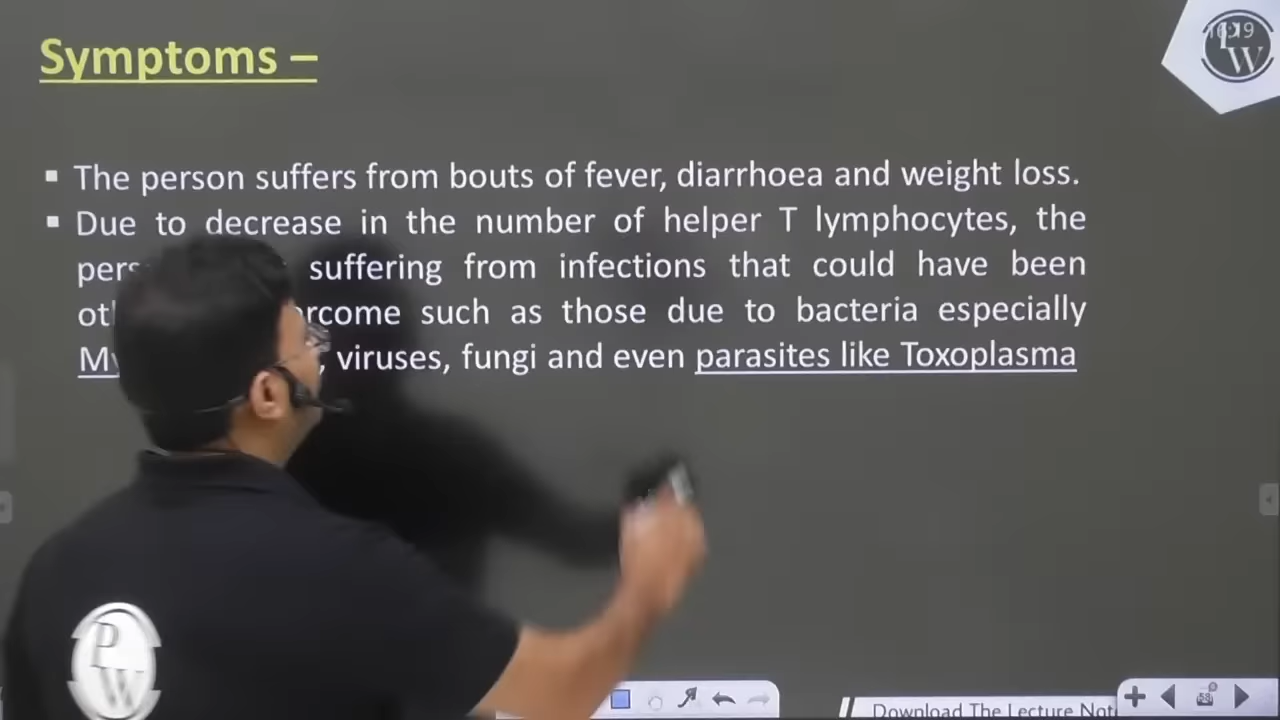 Symptoms –
▪ The person suffers from bouts of fever, diarrhoea and weight loss.
▪ Due to decrease in the number of helper T lymphocytes, the
suffering from infections that could have been
such as those due to bacteria especially
viruses, fungi and even parasites like Toxoplasma
PW
PW
Download The Lecture